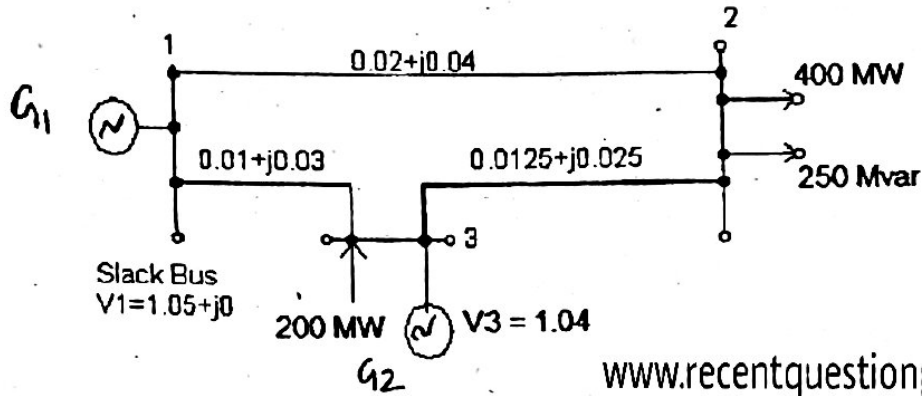 1
2
0.02+j0.04
400 MW
G1
0.01+j0.03
0.0125+j0.025
250 Mvar
3
Slack Bus
V1=1.05+j0
200 MW
V3 = 1.04
G2
www.recentquestion